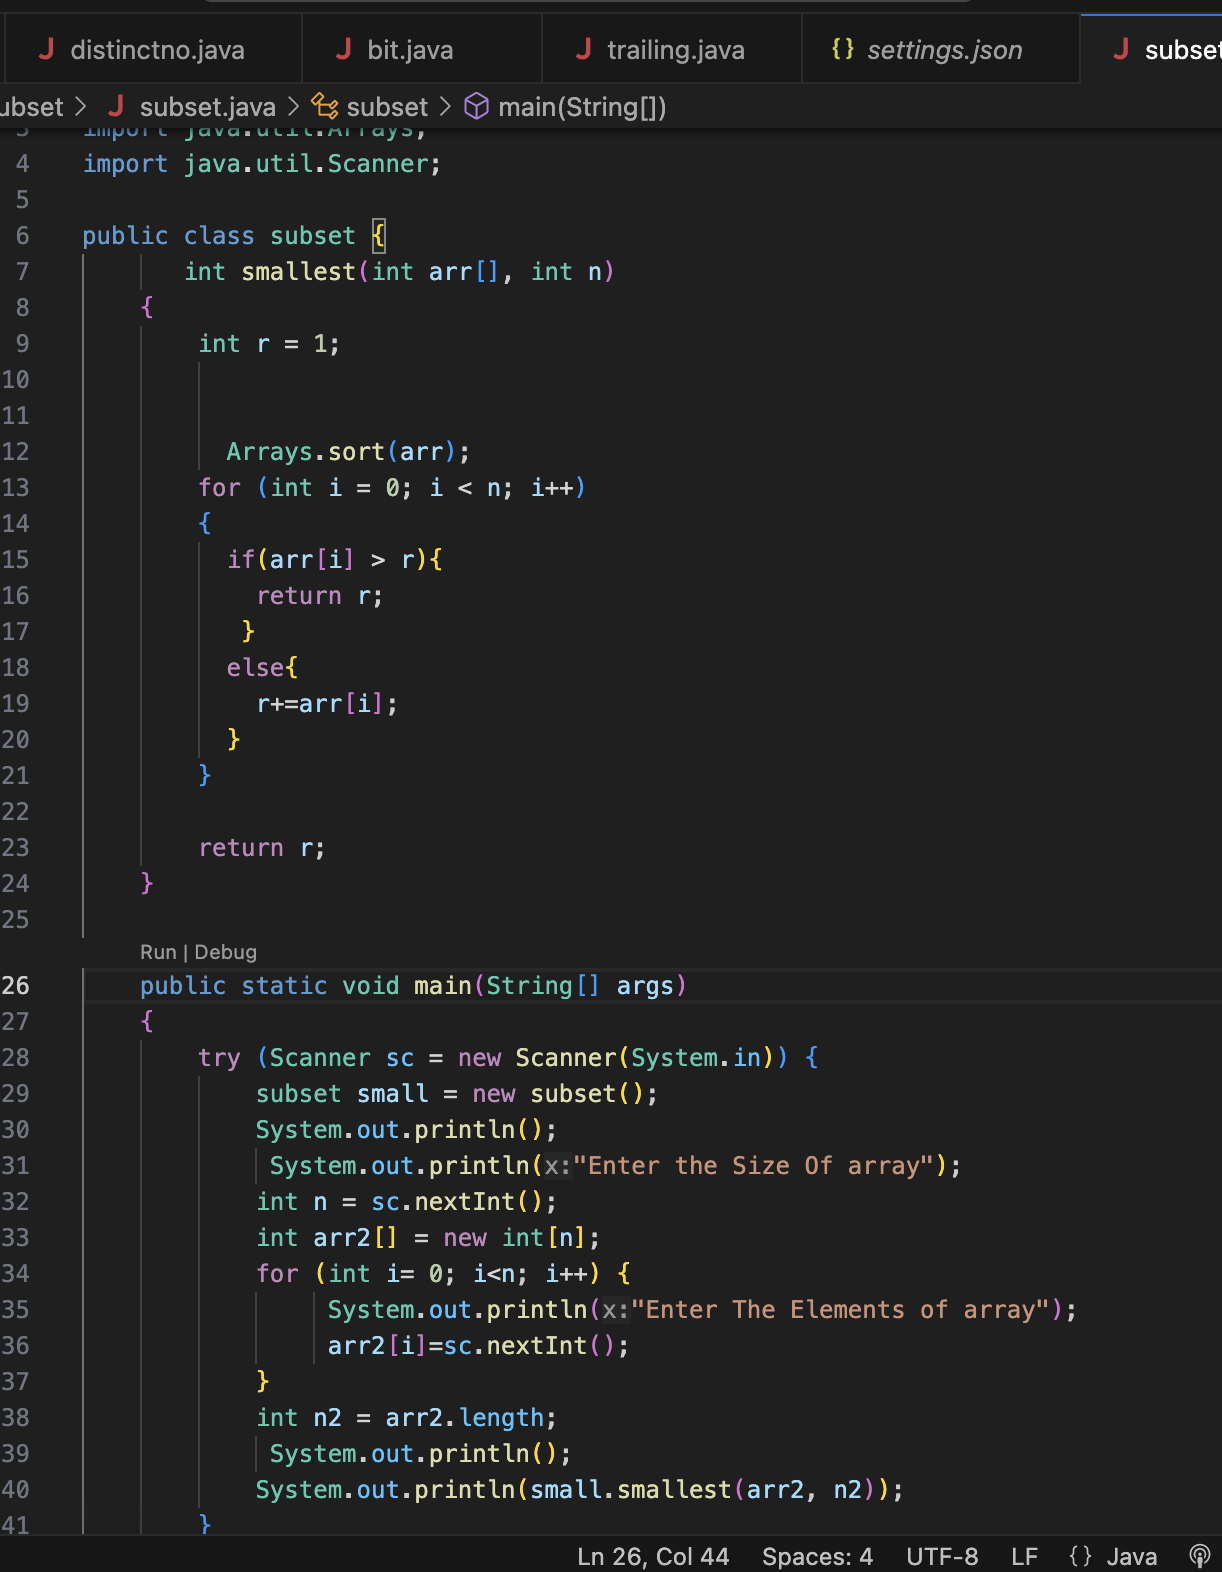 distinctno.java bit.java trailing.java {} settings.json subset
ubset > subset.java > subset > main(String[])
3 import java.util.Arrays;
4 import java.util.Scanner;
5
6 public class subset {
7 int smallest(int arr[], int n)
8 {
9 int r = 1;
10
11
12 Arrays.sort(arr);
13 for (int i = 0; i < n; i++)
14 {
15 if(arr[i] > r){
16 return r;
17 }
18 else{
19 r+=arr[i];
20 }
21 }
22
23 return r;
24 }
25
Run | Debug
26 public static void main(String[] args)
27 {
28 try (Scanner sc = new Scanner(System.in)) {
29 subset small = new subset();
30 System.out.println();
31 System.out.println(x:"Enter the Size Of array");
32 int n = sc.nextInt();
33 int arr2[] = new int[n];
34 for (int i= 0; i<n; i++) {
35 System.out.println(x:"Enter The Elements of array");
36 arr2[i]=sc.nextInt();
37 }
38 int n2 = arr2.length;
39 System.out.println();
40 System.out.println(small.smallest(arr2, n2));
41 }
Ln 26, Col 44 Spaces: 4 UTF-8 LF {} Java